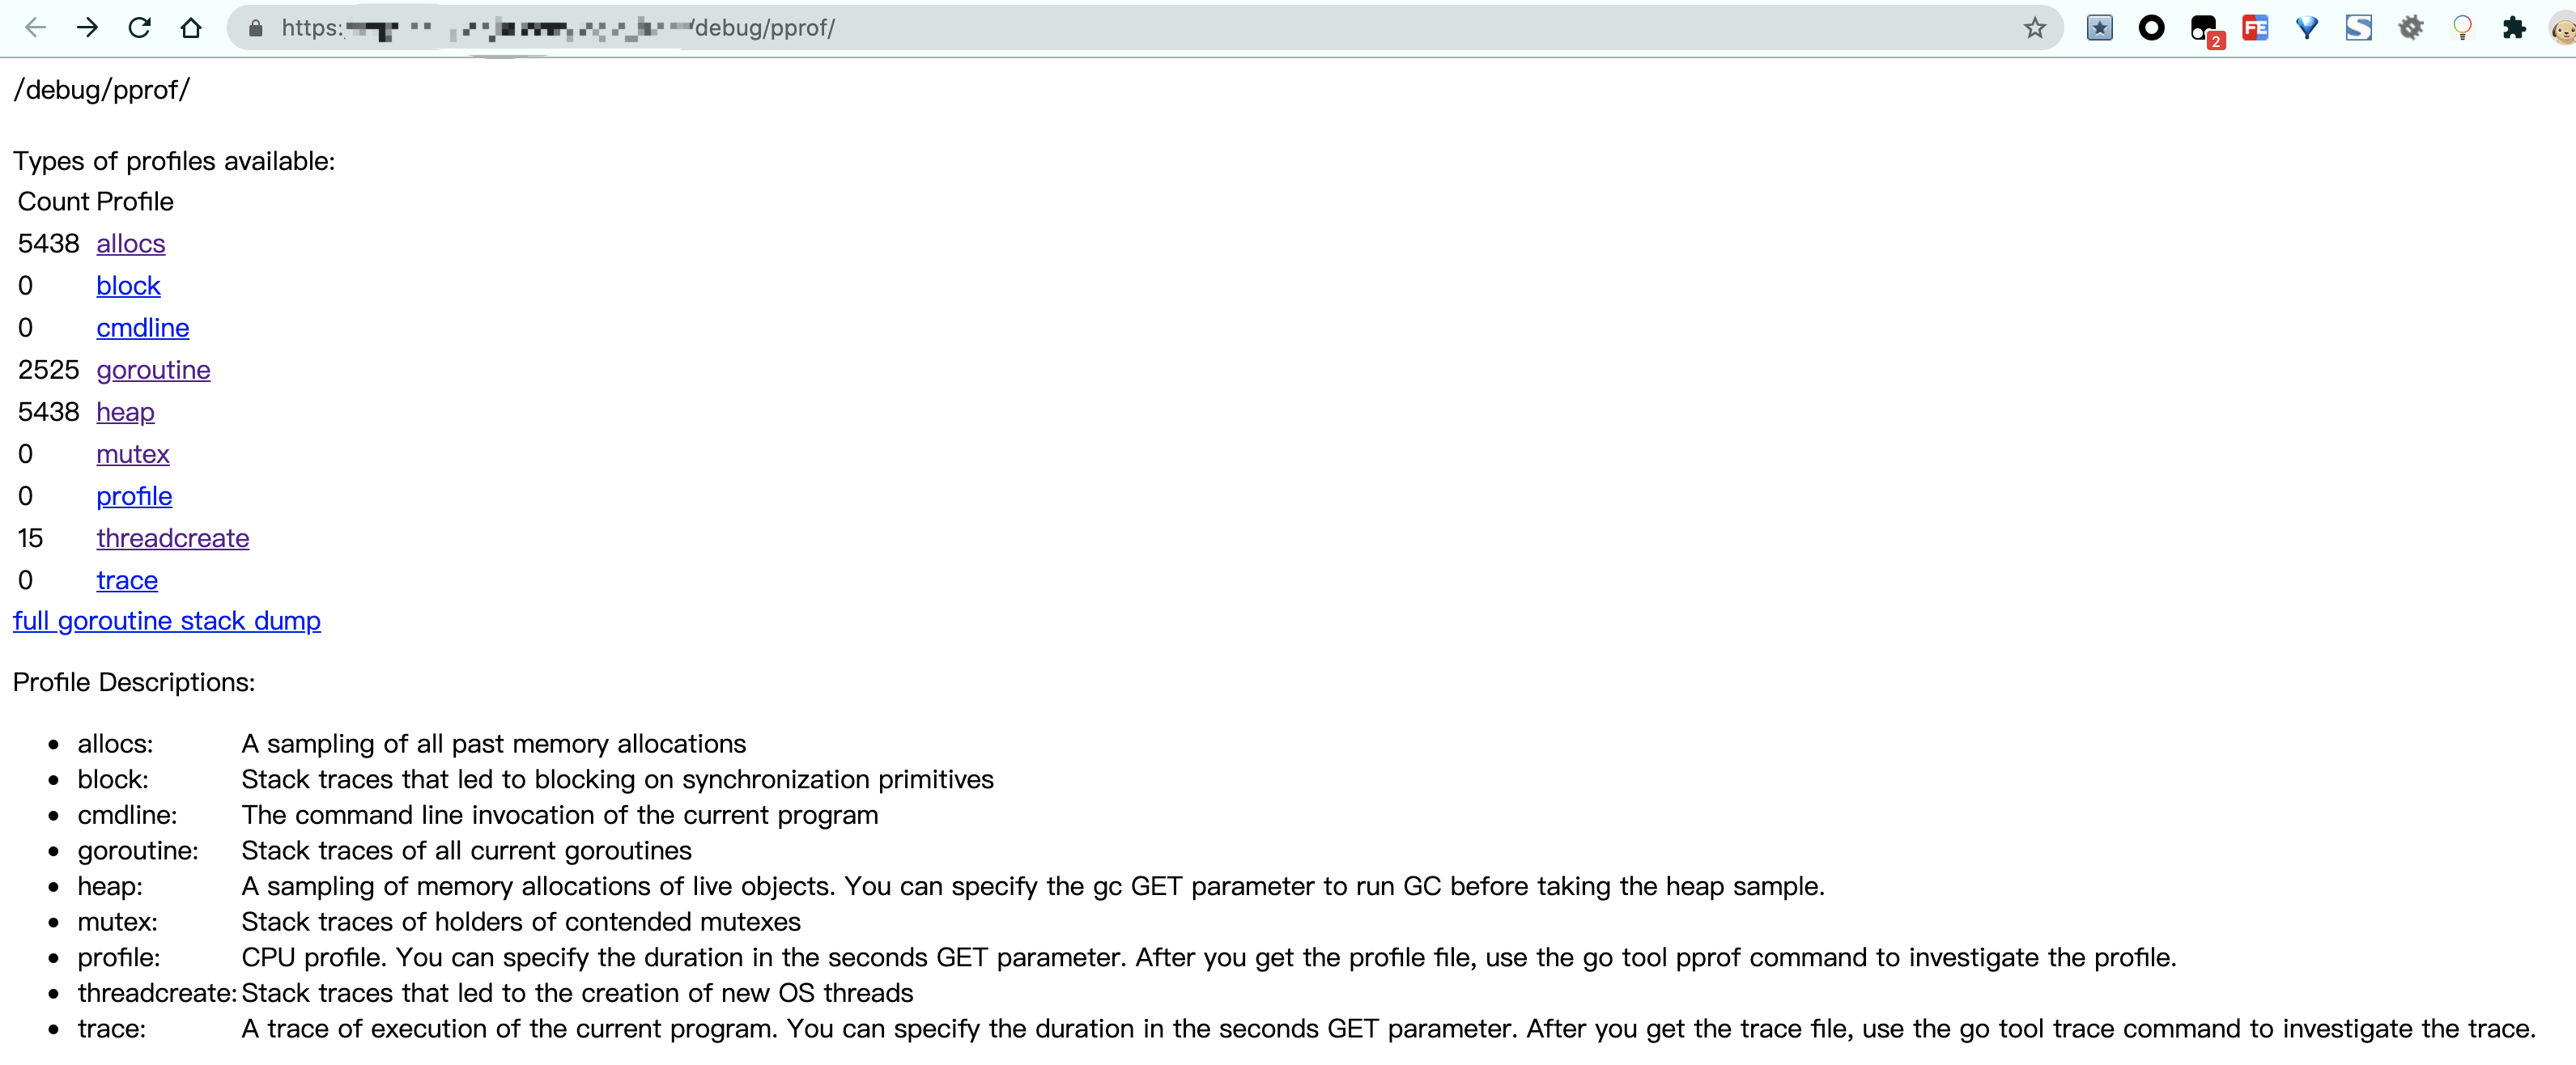 https:/debug/pprof/
2
FE
/debug/pprof/
Types of profiles available:
Count Profile
5438 allocs
0 block
0 cmdline
2525 goroutine
5438 heap
0 mutex
0 profile
15 threadcreate
0 trace
full goroutine stack dump
Profile Descriptions:
• allocs: A sampling of all past memory allocations
• block: Stack traces that led to blocking on synchronization primitives
• cmdline: The command line invocation of the current program
• goroutine: Stack traces of all current goroutines
• heap: A sampling of memory allocations of live objects. You can specify the gc GET parameter to run GC before taking the heap sample.
• mutex: Stack traces of holders of contended mutexes
• profile: CPU profile. You can specify the duration in the seconds GET parameter. After you get the profile file, use the go tool pprof command to investigate the profile.
• threadcreate: Stack traces that led to the creation of new OS threads
• trace: A trace of execution of the current program. You can specify the duration in the seconds GET parameter. After you get the trace file, use the go tool trace command to investigate the trace.